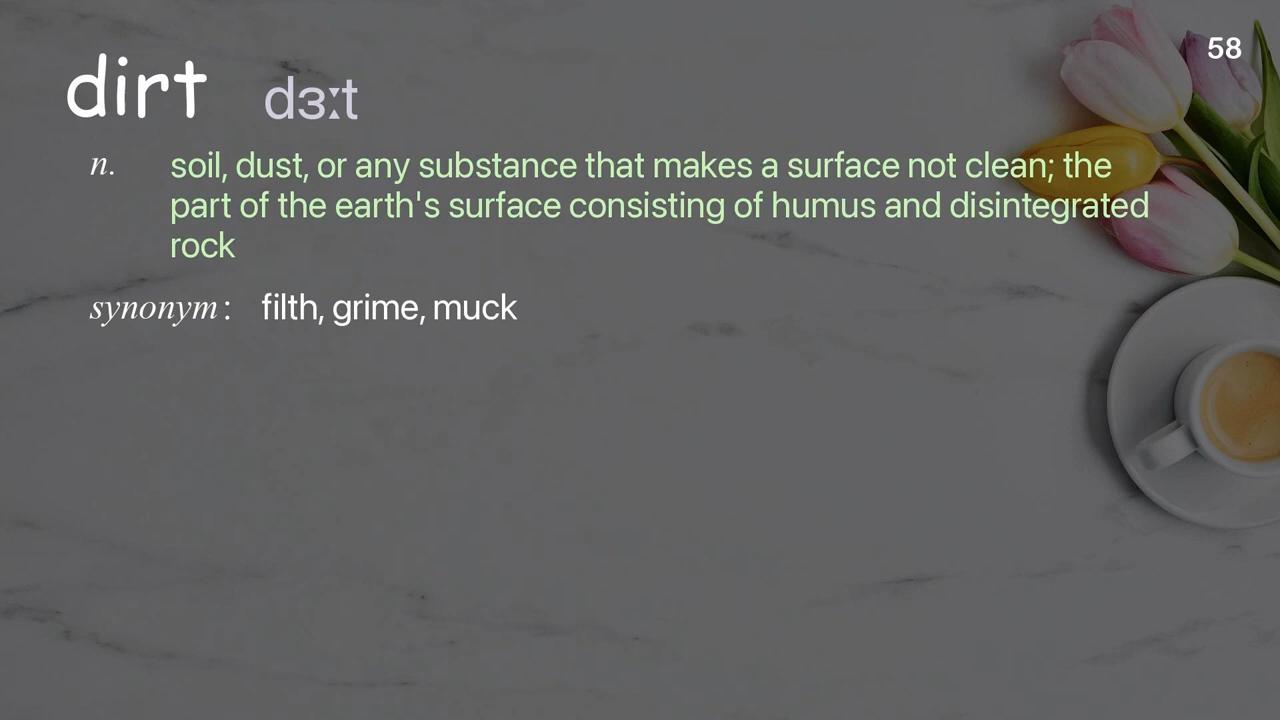 58
dirt dɜːt
n. soil, dust, or any substance that makes a surface not clean; the
part of the earth's surface consisting of humus and disintegrated
rock
synonym: filth, grime, muck